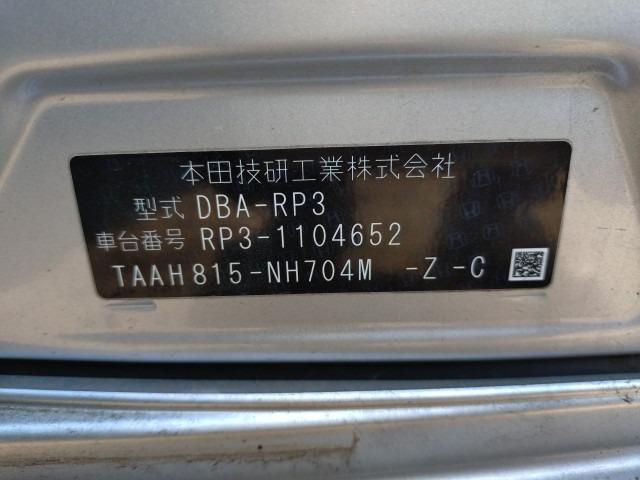 本田技研工業株式会社
型式 DBA-RP3
車台番号 RP3-1104652
TAAH815-NH704M -Z -C